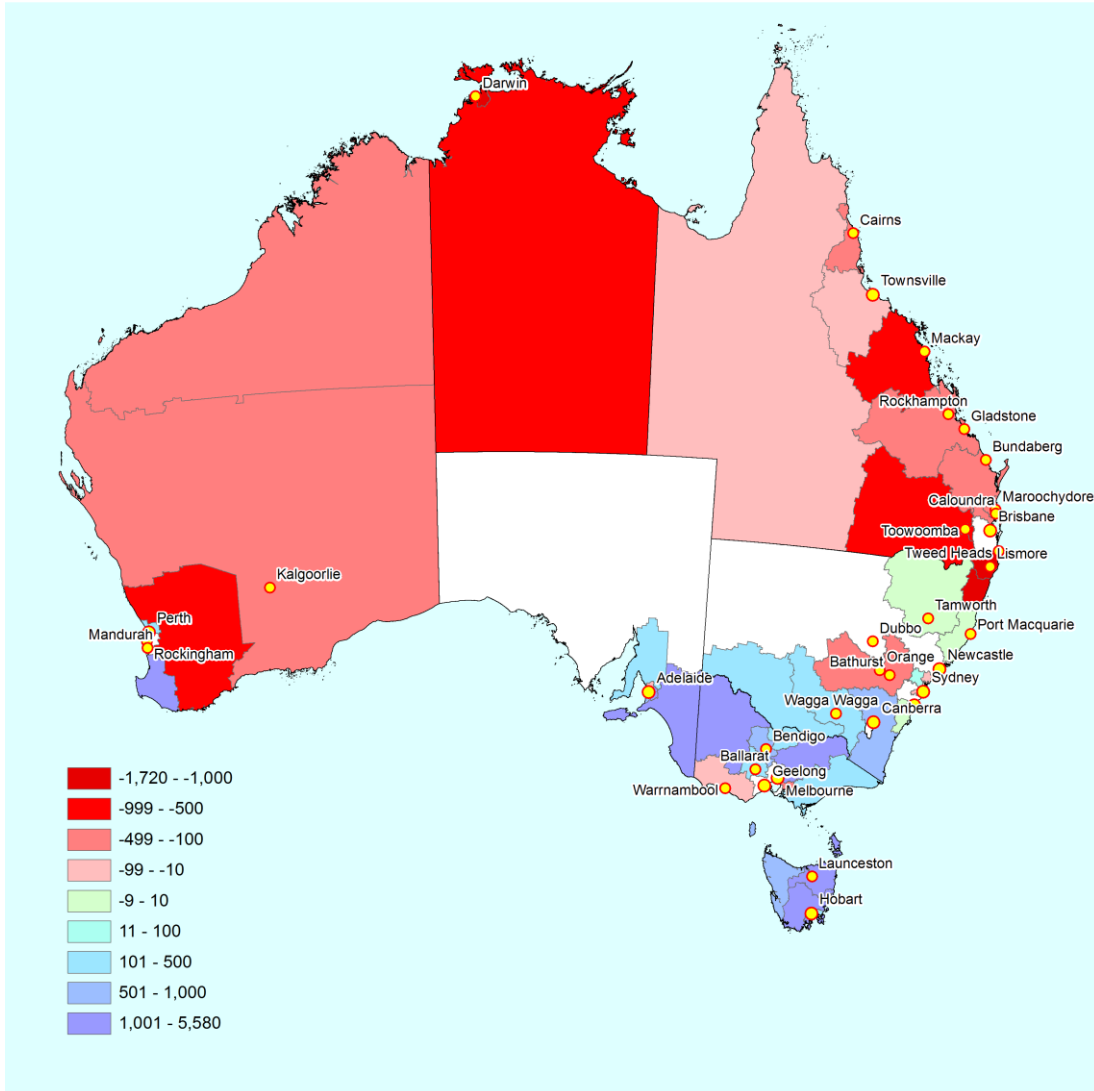 Darwin
Cairns
Townsville
Mackay
Rockhampton
Gladstone
Bundaberg
Caloundra
Maroochydore
Brisbane
Toowoomba
Tweed Heads
Lismore
Kalgoorlie
Tamworth
Perth
Port Macquarie
Mandurah
Dubbo
Rockingham
Bathurst
Orange
Newcastle
Adelaide
Sydney
Wagga Wagga
Canberra
Bendigo
Ballarat
Geelong
Warrnambool
Melbourne
Launceston
Hobart
-1,720 - -1,000
-999 - -500
-499 - -100
-99 - -10
-9 - 10
11 - 100
101 - 500
501 - 1,000
1,001 - 5,580